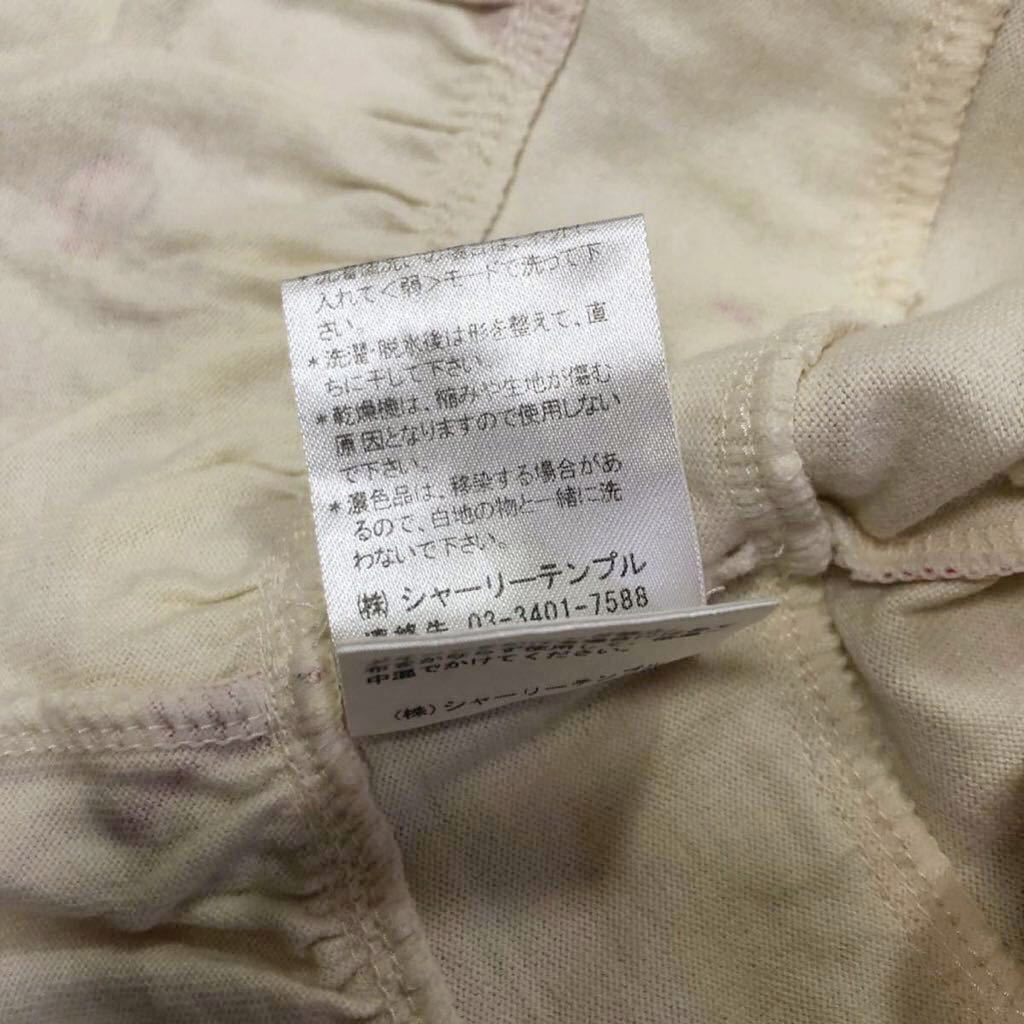 入れて<弱>モードで洗って下
さい。
*洗濯・脱水後は形を整えて、直
ちに干して下さい。
*乾燥機は、縮みや生地が傷む
原因となりますので使用しない
で下さい。
*濃色品は、移染する場合があ
るので、白地の物と一緒に洗
わないで下さい。
㈱ シャーリーテンプル
連絡先 03-3401-7588
中温でかけてください。
(株)シャーリーテンプル